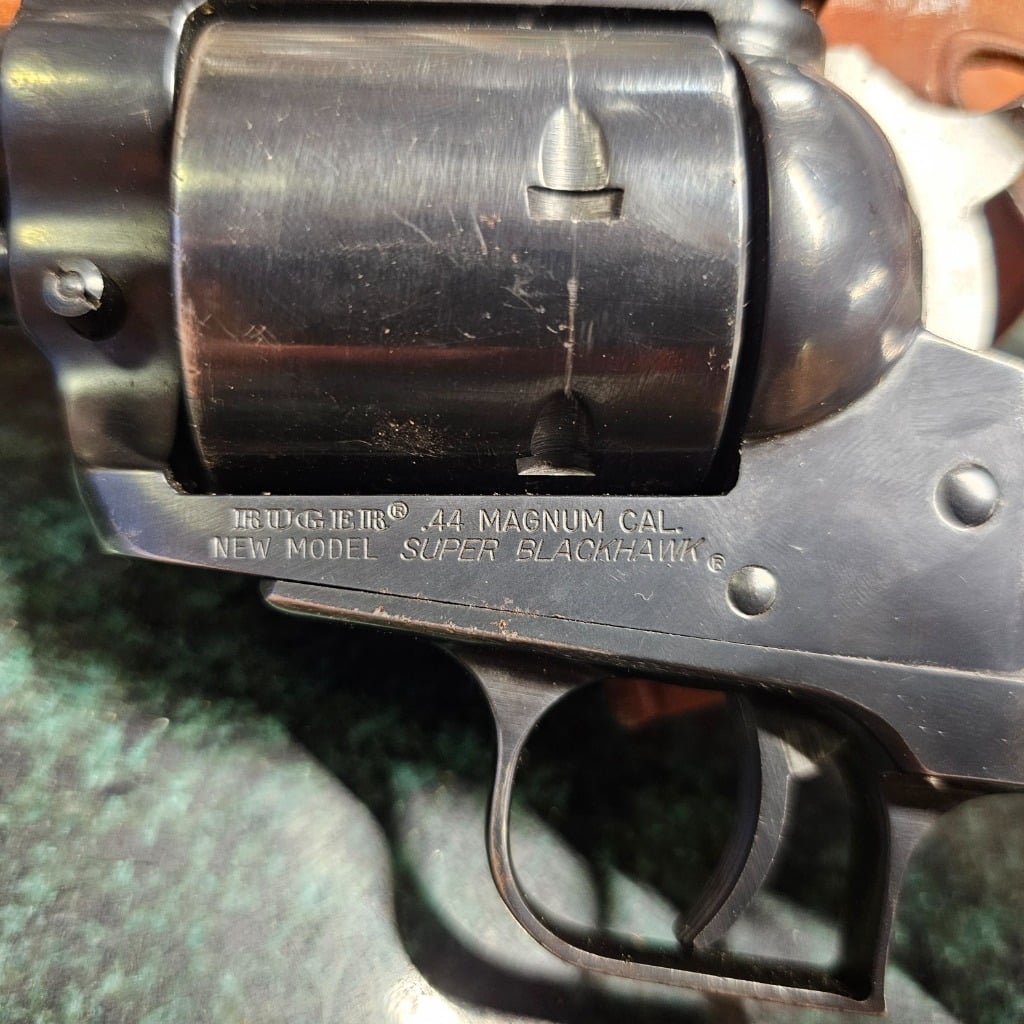 RUGER® .44 MAGNUM CAL.
NEW MODEL SUPER BLACKHAWK®